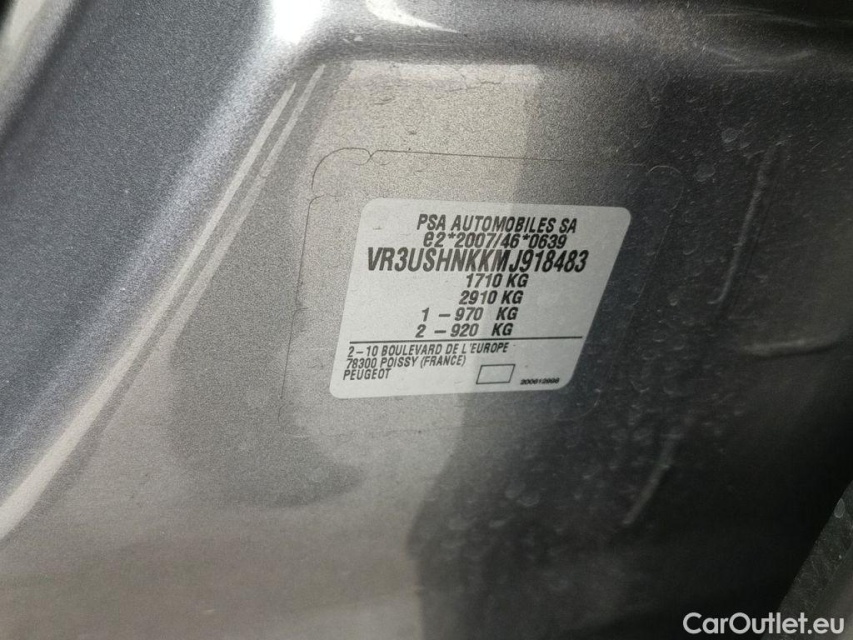 PSA AUTOMOBILES SA
e2*2007/46*0639
VR3USHNKKMJ918483
1710 KG
2910 KG
1 - 970 KG
2 - 920 KG
2-10 BOULEVARD DE L'EUROPE
78300 POISSY (FRANCE)
PEUGEOT
CarOutlet.eu